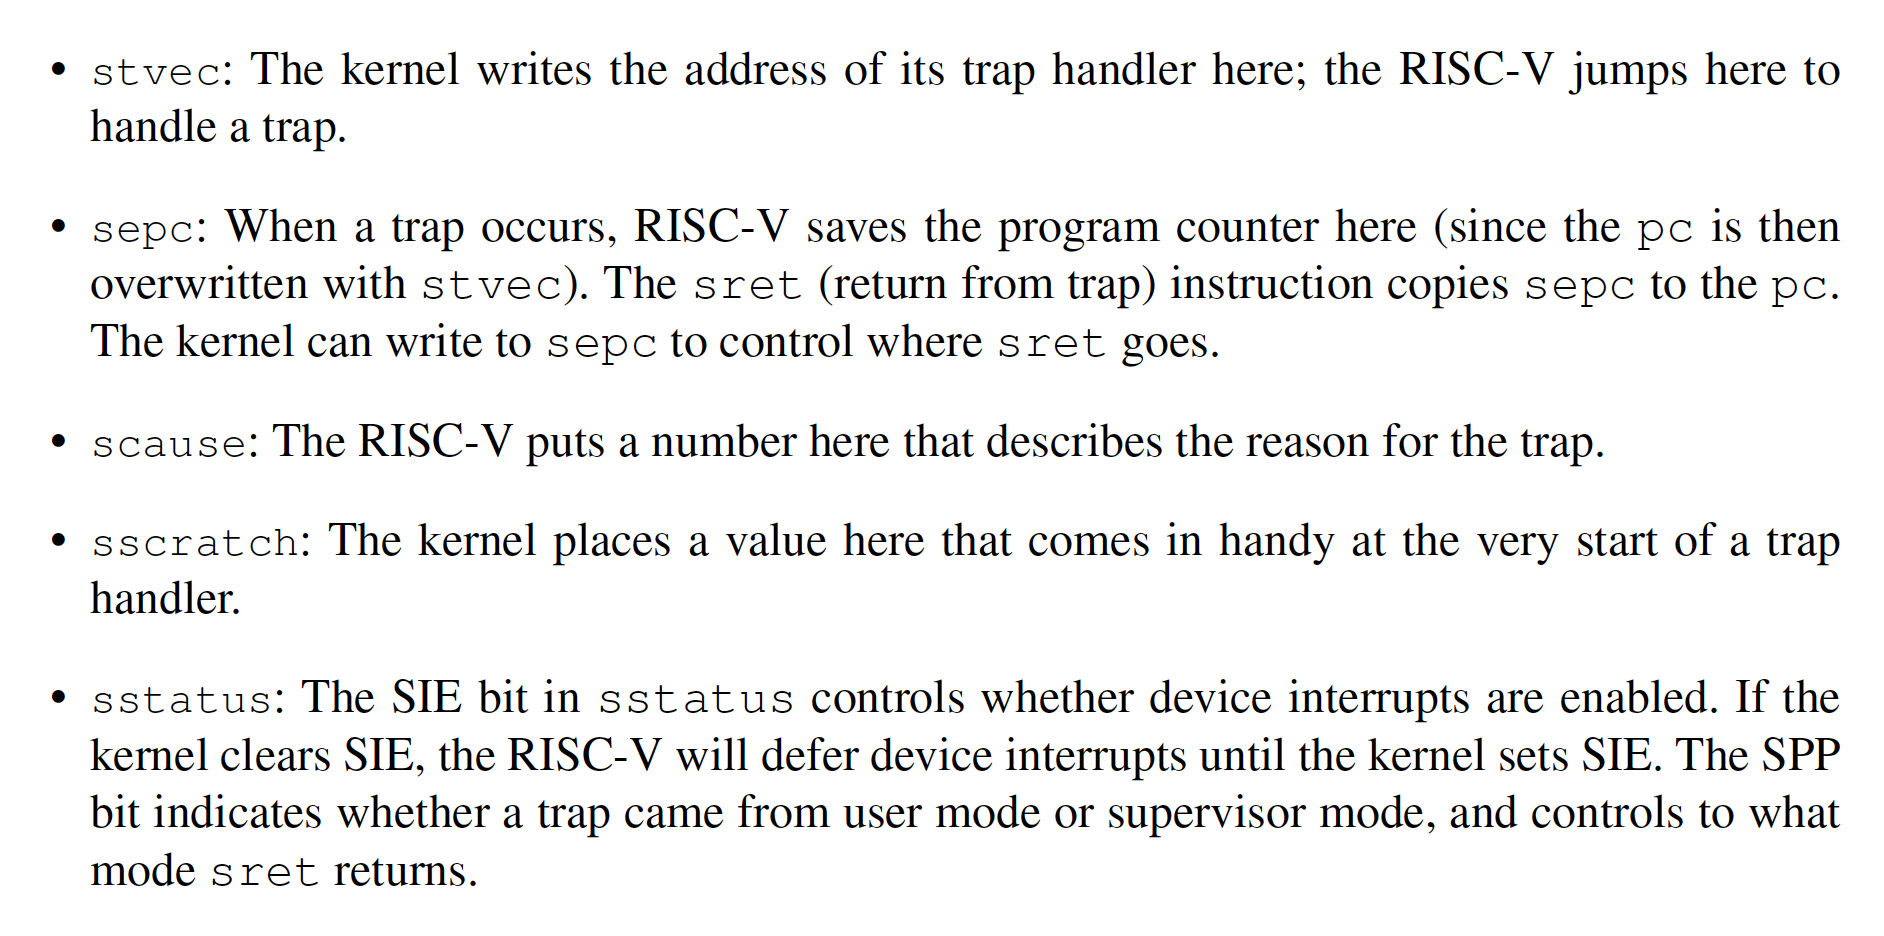 • stvec: The kernel writes the address of its trap handler here; the RISC-V jumps here to
handle a trap.
• sepc: When a trap occurs, RISC-V saves the program counter here (since the pc is then
overwritten with stvec). The sret (return from trap) instruction copies sepc to the pc.
The kernel can write to sepc to control where sret goes.
• scause: The RISC-V puts a number here that describes the reason for the trap.
• sscratch: The kernel places a value here that comes in handy at the very start of a trap
handler.
• sstatus: The SIE bit in sstatus controls whether device interrupts are enabled. If the
kernel clears SIE, the RISC-V will defer device interrupts until the kernel sets SIE. The SPP
bit indicates whether a trap came from user mode or supervisor mode, and controls to what
mode sret returns.